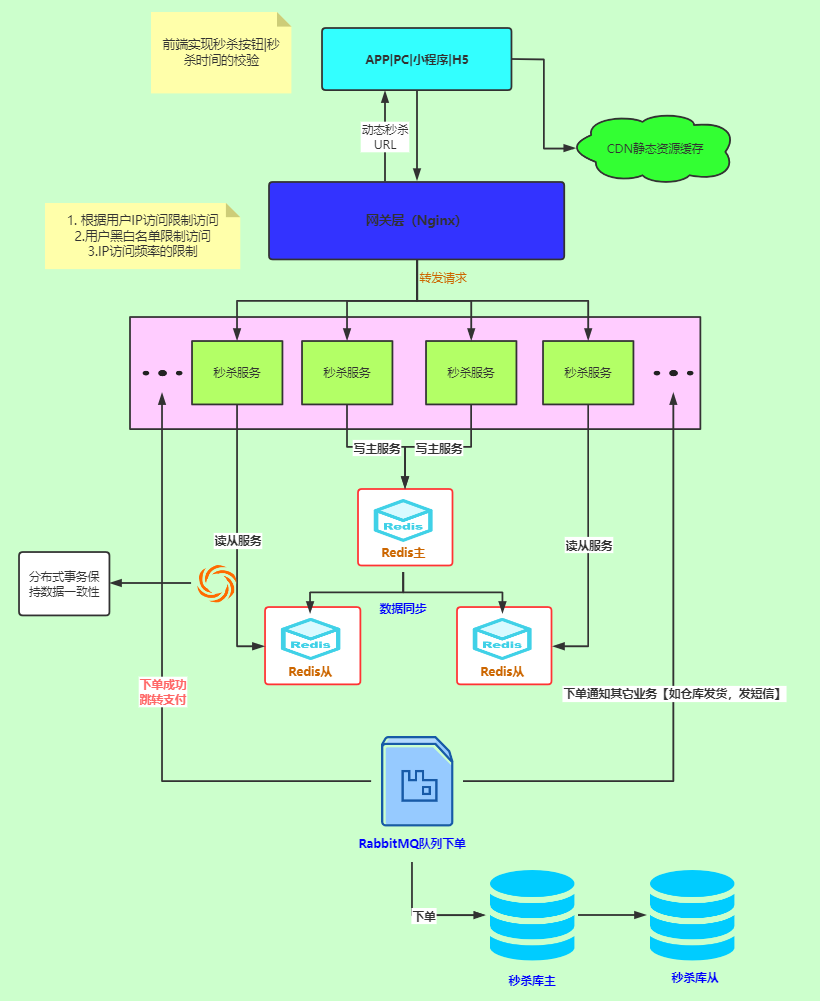 前端实现秒杀按钮|秒
杀时间的校验
APP|PC|小程序|H5
动态秒杀
URL
CDN静态资源缓存
网关层（Nginx）
1. 根据用户IP访问限制访问
2.用户黑白名单限制访问
3.IP访问频率的限制
转发请求
秒杀服务
秒杀服务
秒杀服务
秒杀服务
写主服务
写主服务
Redis
Redis主
读从服务
读从服务
分布式事务保
持数据一致性
数据同步
Redis
Redis从
Redis
Redis从
下单成功
跳转支付
下单通知其它业务【如仓库发货，发短信】
RabbitMQ队列下单
下单
秒杀库主
秒杀库从